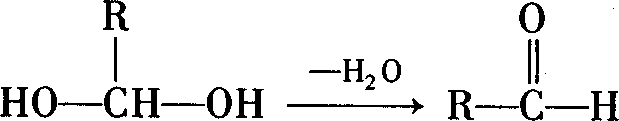 R O
HO—CH—OH —H₂O R—C—H